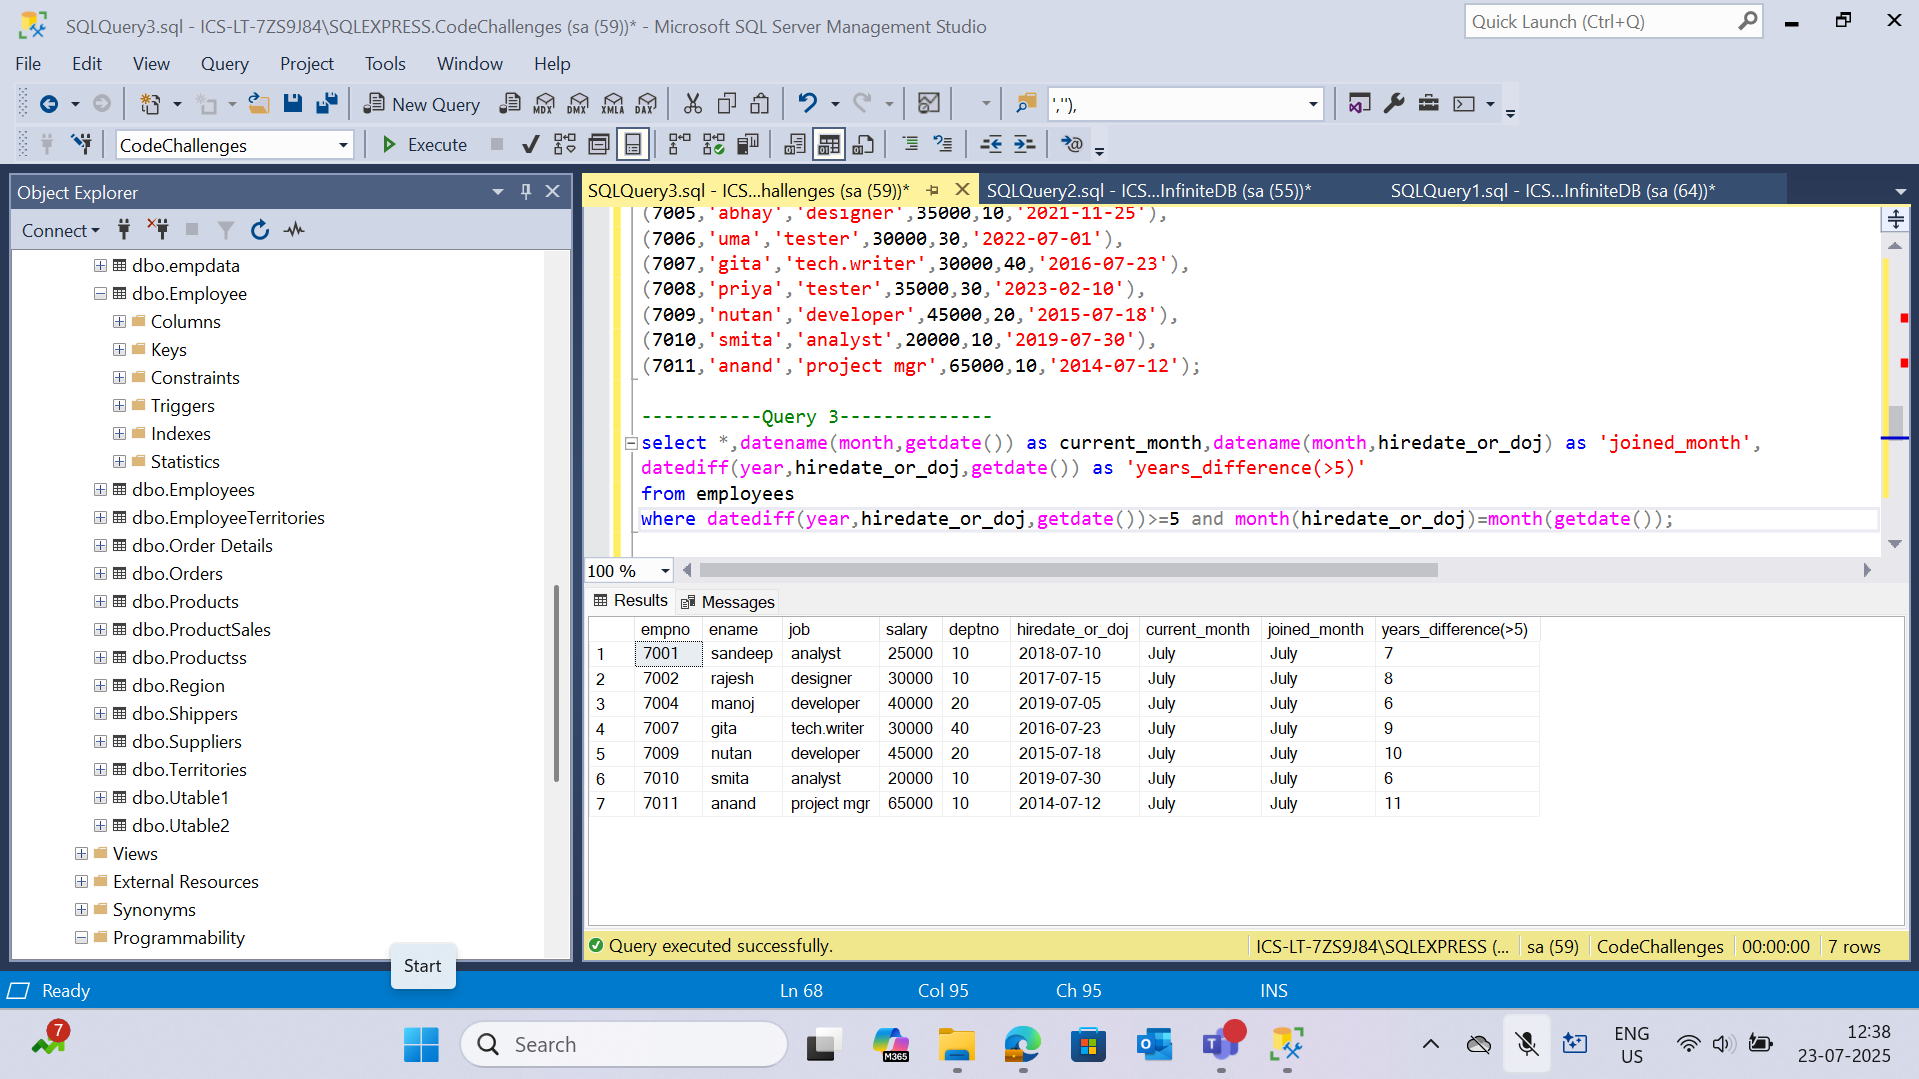 SQLQuery3.sql - ICS-LT-7ZS9J84\SQLEXPRESS.CodeChallenges (sa (59))* - Microsoft SQL Server Management Studio
Quick Launch (Ctrl+Q)
File Edit View Query Project Tools Window Help
New Query
MDX DMX XMLA DAX
',''),
CodeChallenges
Execute
Object Explorer
SQLQuery3.sql - ICS...hallenges (sa (59))*
SQLQuery2.sql - ICS...InfiniteDB (sa (55))*
SQLQuery1.sql - ICS...InfiniteDB (sa (64))*
Connect
dbo.empdata
dbo.Employee
Columns
Keys
Constraints
Triggers
Indexes
Statistics
dbo.Employees
dbo.EmployeeTerritories
dbo.Order Details
dbo.Orders
dbo.Products
dbo.ProductSales
dbo.Productss
dbo.Region
dbo.Shippers
dbo.Suppliers
dbo.Territories
dbo.Utable1
dbo.Utable2
Views
External Resources
Synonyms
Programmability
(7005,'abhay','designer',35000,10,'2021-11-25'),
(7006,'uma','tester',30000,30,'2022-07-01'),
(7007,'gita','tech.writer',30000,40,'2016-07-23'),
(7008,'priya','tester',35000,30,'2023-02-10'),
(7009,'nutan','developer',45000,20,'2015-07-18'),
(7010,'smita','analyst',20000,10,'2019-07-30'),
(7011,'anand','project mgr',65000,10,'2014-07-12');
-----------Query 3--------------
select *,datename(month,getdate()) as current_month,datename(month,hiredate_or_doj) as 'joined_month',
datediff(year,hiredate_or_doj,getdate()) as 'years_difference(>5)'
from employees
where datediff(year,hiredate_or_doj,getdate())>=5 and month(hiredate_or_doj)=month(getdate());
100 %
Results Messages
empno ename job salary deptno hiredate_or_doj current_month joined_month years_difference(>5)
1 7001 sandeep analyst 25000 10 2018-07-10 July July 7
2 7002 rajesh designer 30000 10 2017-07-15 July July 8
3 7004 manoj developer 40000 20 2019-07-05 July July 6
4 7007 gita tech.writer 30000 40 2016-07-23 July July 9
5 7009 nutan developer 45000 20 2015-07-18 July July 10
6 7010 smita analyst 20000 10 2019-07-30 July July 6
7 7011 anand project mgr 65000 10 2014-07-12 July July 11
Query executed successfully.
ICS-LT-7ZS9J84\SQLEXPRESS (... sa (59) CodeChallenges 00:00:00 7 rows
Start
Ready
Ln 68 Col 95 Ch 95 INS
7
Search
M365
ENG
US
12:38
23-07-2025